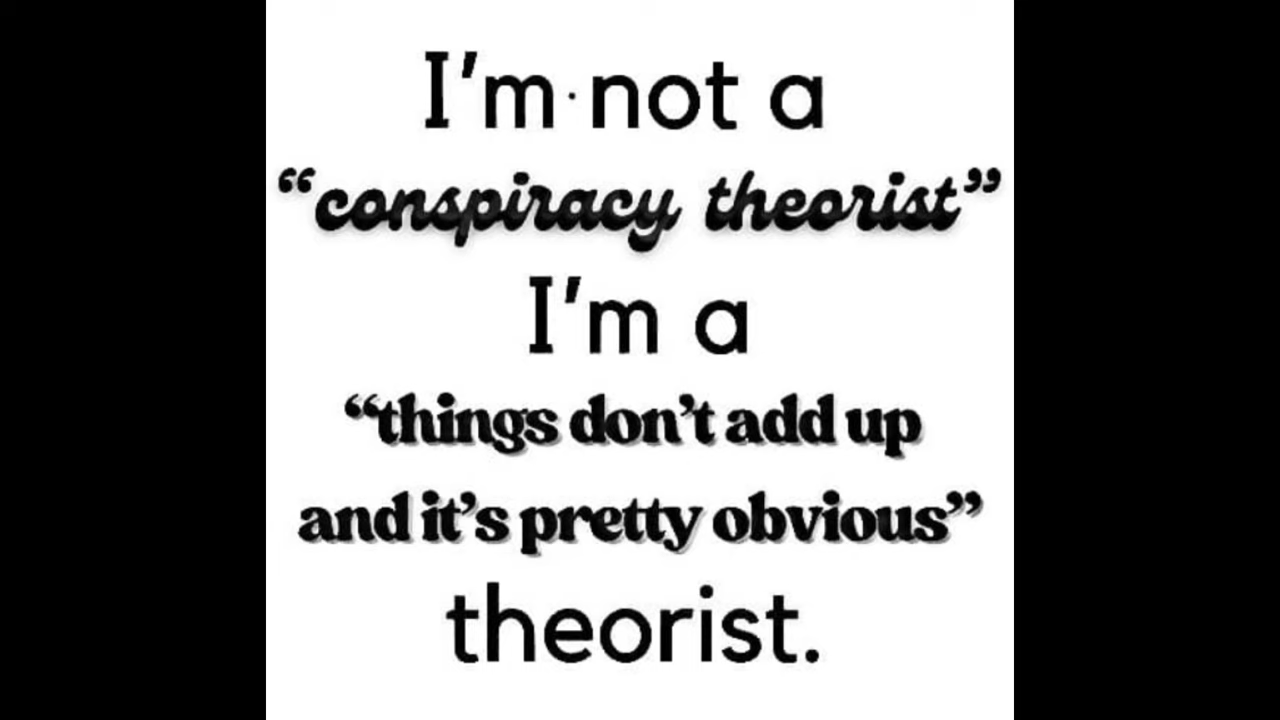 I'm not a
“conspiracy theorist”
I'm a
“things don’t add up
and it’s pretty obvious”
theorist.